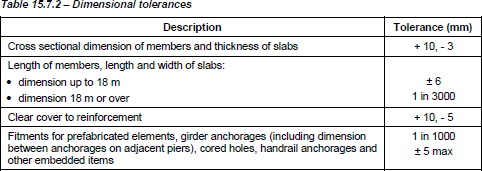 Table 15.7.2 – Dimensional tolerances
Description Tolerance (mm)
Cross sectional dimension of members and thickness of slabs + 10, - 3
Length of members, length and width of slabs:
• dimension up to 18 m ± 6
• dimension 18 m or over 1 in 3000
Clear cover to reinforcement + 10, - 5
Fitments for prefabricated elements, girder anchorages (including dimension 1 in 1000
between anchorages on adjacent piers), cored holes, handrail anchorages and ± 5 max
other embedded items